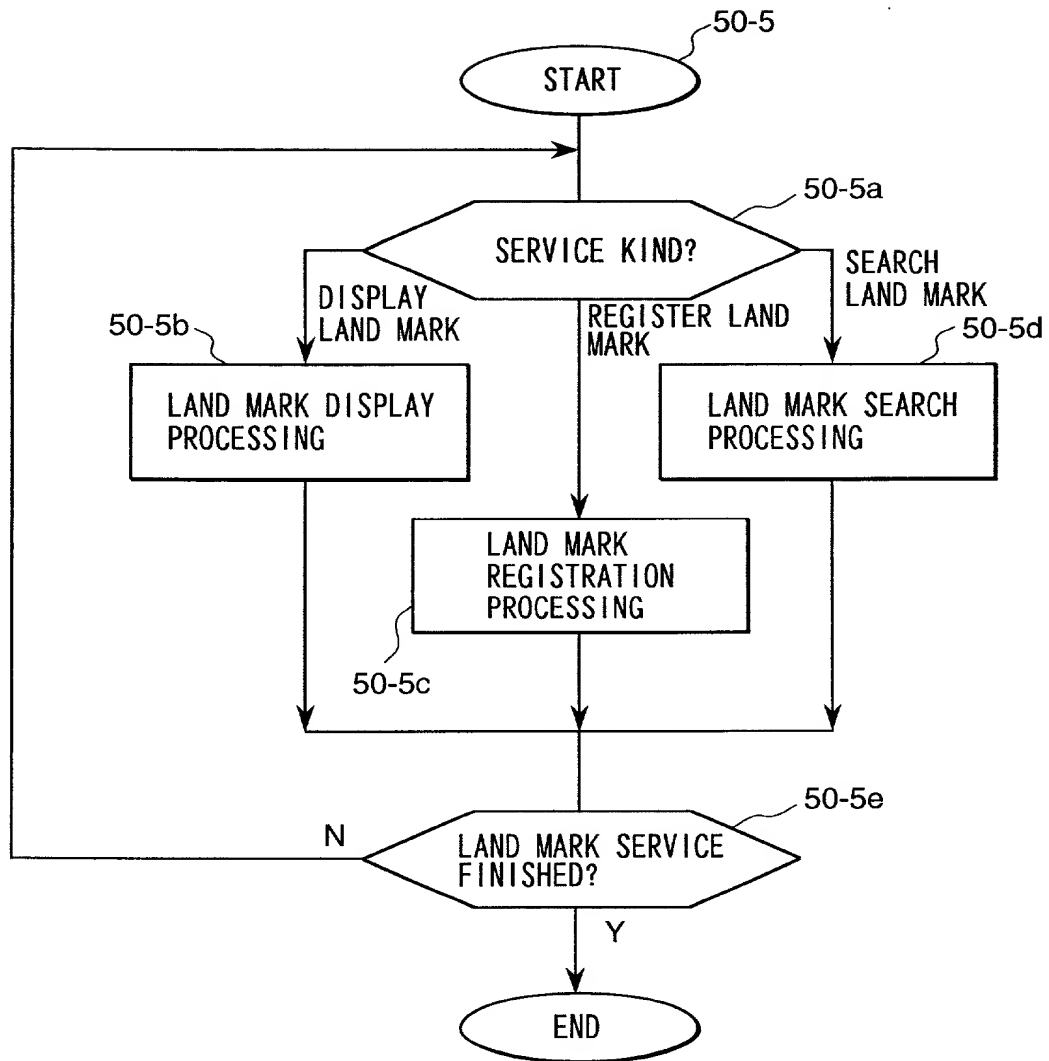 50-5
START
50-5a
SERVICE KIND?
DISPLAY
LAND MARK
REGISTER LAND
MARK
SEARCH
LAND MARK
50-5b
50-5d
LAND MARK DISPLAY
PROCESSING
LAND MARK SEARCH
PROCESSING
LAND MARK
REGISTRATION
PROCESSING
50-5c
50-5e
N
LAND MARK SERVICE
FINISHED?
Y
END